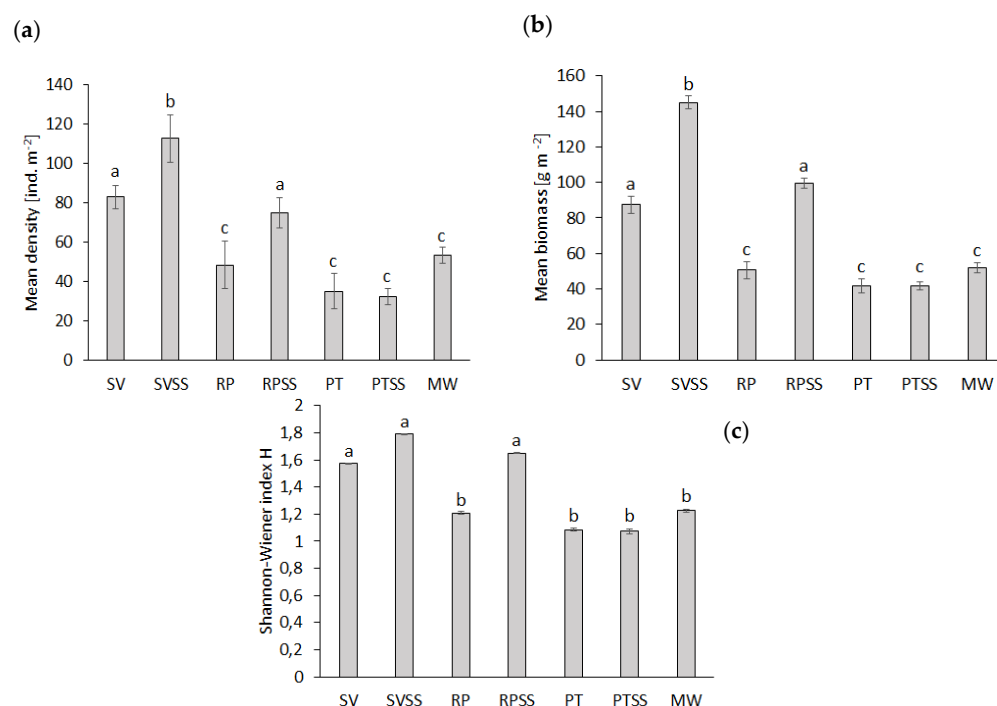 (a)
Mean density [ind. m⁻²]
140
120
100
80
60
40
20
0
a
b
c
a
c
c
c
SV SVSS RP RPSS PT PTSS MW
(b)
Mean biomass [g m ⁻²]
160
140
120
100
80
60
40
20
0
a
b
c
a
c
c
c
SV SVSS RP RPSS PT PTSS MW
(c)
Shannon-Wiener index H
2
1,8
1,6
1,4
1,2
1
0,8
0,6
0,4
0,2
0
a
a
b
a
b
b
b
SV SVSS RP RPSS PT PTSS MW